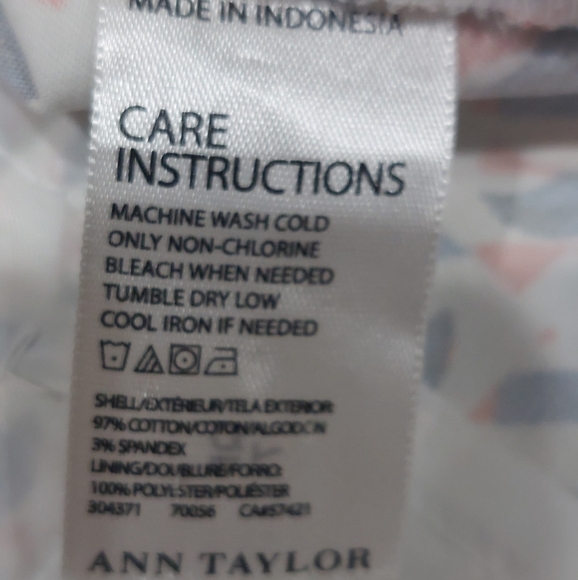 MADE IN INDONESIA
CARE
INSTRUCTIONS
MACHINE WASH COLD
ONLY NON-CHLORINE
BLEACH WHEN NEEDED
TUMBLE DRY LOW
COOL IRON IF NEEDED
SHELL/EXTÉRIEUR/TELA EXTERIOR:
97% COTTON/COTON/ALGODON
3% SPANDEX
LINING/DOUBLURE/FORRO:
100% POLYESTER/POLIÉSTER
304371 70056 CA#57421
ANN TAYLOR